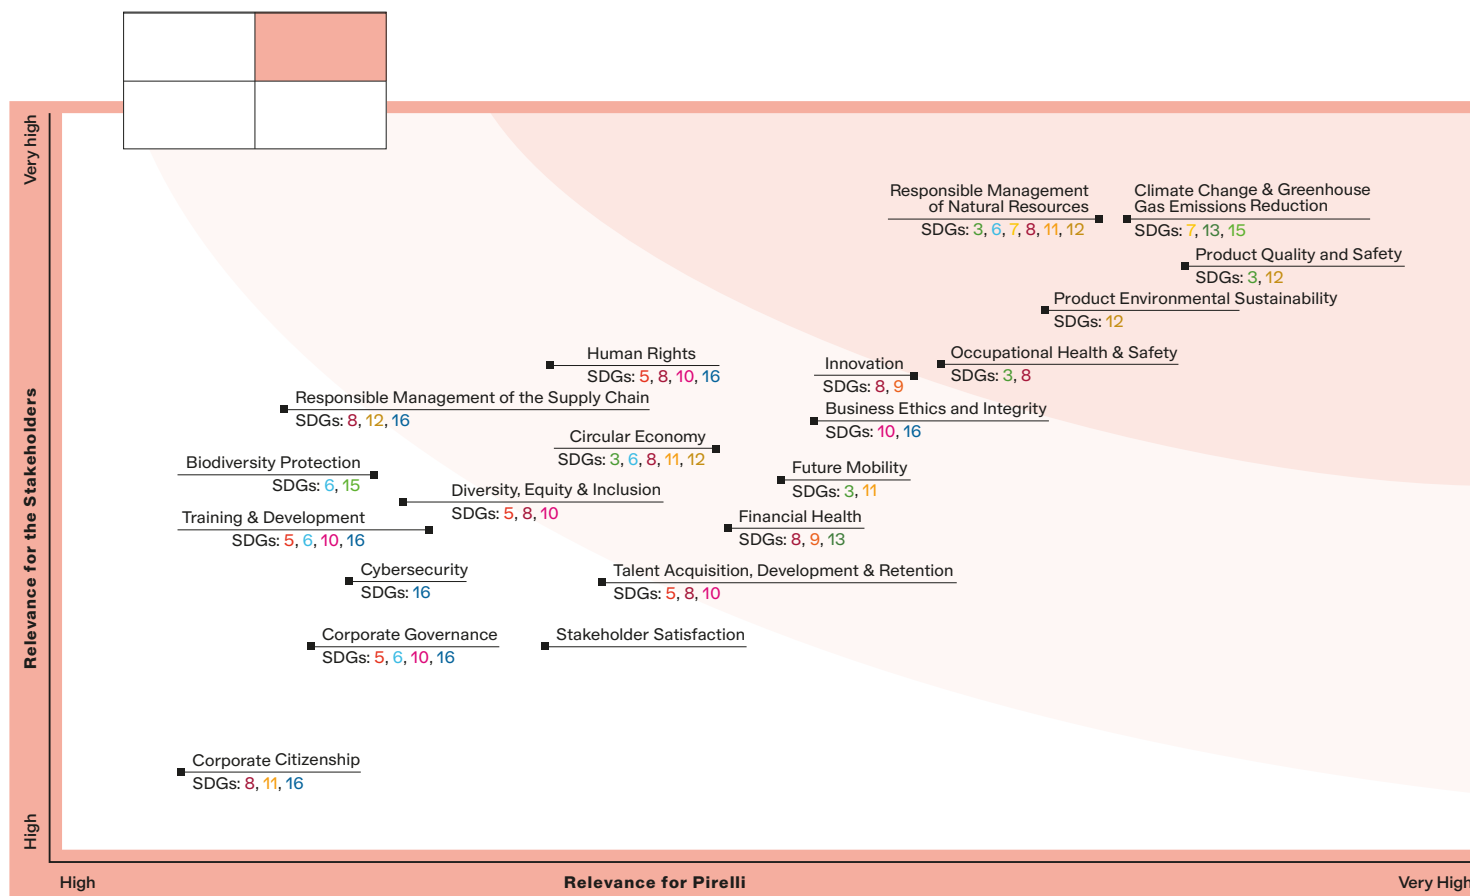 Very high
Responsible Management
of Natural Resources
SDGs: 3, 6, 7, 8, 11, 12
Climate Change & Greenhouse
Gas Emissions Reduction
SDGs: 7, 13, 15
Product Quality and Safety
SDGs: 3, 12
Product Environmental Sustainability
SDGs: 12
Human Rights
SDGs: 5, 8, 10, 16
Innovation
SDGs: 8, 9
Occupational Health & Safety
SDGs: 3, 8
Responsible Management of the Supply Chain
SDGs: 8, 12, 16
Business Ethics and Integrity
SDGs: 10, 16
Circular Economy
SDGs: 3, 6, 8, 11, 12
Biodiversity Protection
SDGs: 6, 15
Future Mobility
SDGs: 3, 11
Diversity, Equity & Inclusion
SDGs: 5, 8, 10
Training & Development
SDGs: 5, 6, 10, 16
Financial Health
SDGs: 8, 9, 13
Cybersecurity
SDGs: 16
Talent Acquisition, Development & Retention
SDGs: 5, 8, 10
Corporate Governance
SDGs: 5, 6, 10, 16
Stakeholder Satisfaction
Corporate Citizenship
SDGs: 8, 11, 16
Relevance for the Stakeholders
High
High
Relevance for Pirelli
Very High